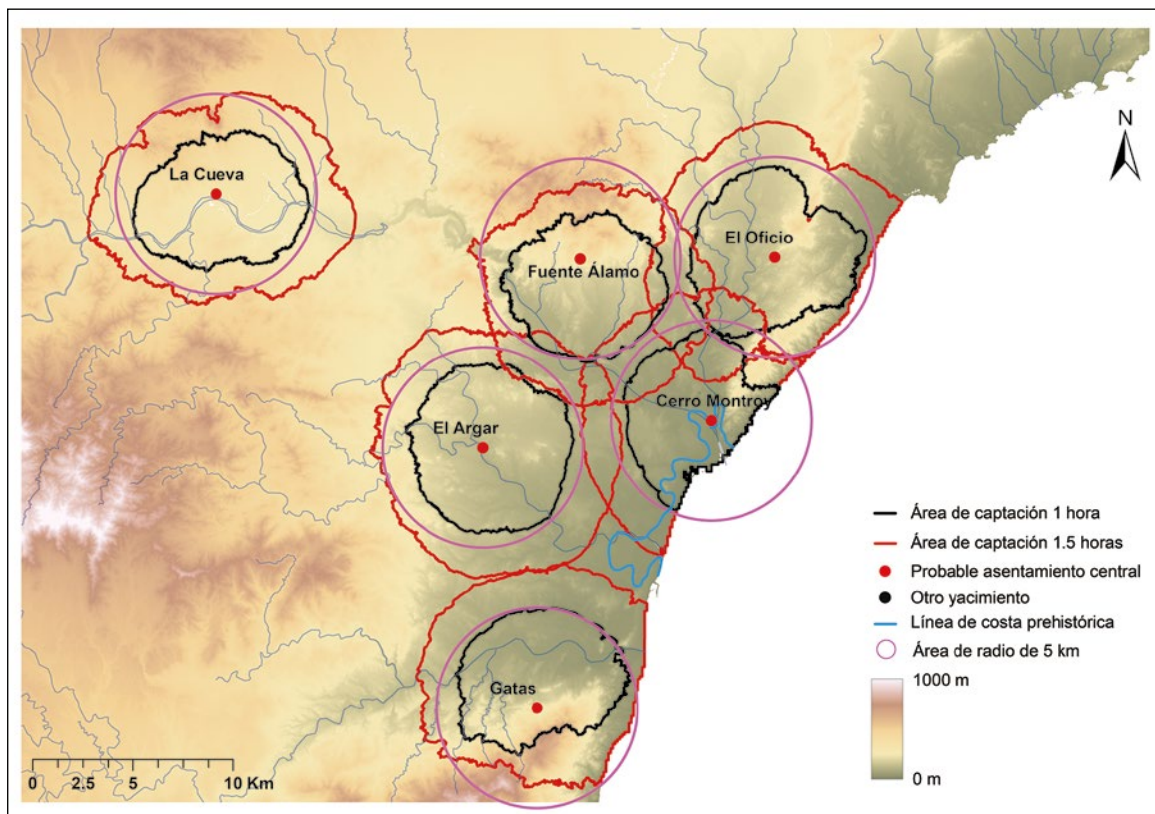 N
La Cueva
El Oficio
Fuente Álamo
Cerro Montroy
El Argar
Gatas
Área de captación 1 hora
Área de captación 1.5 horas
Probable asentamiento central
Otro yacimiento
Línea de costa prehistórica
Área de radio de 5 km
1000 m
0 m
0 2.5 5 10 Km